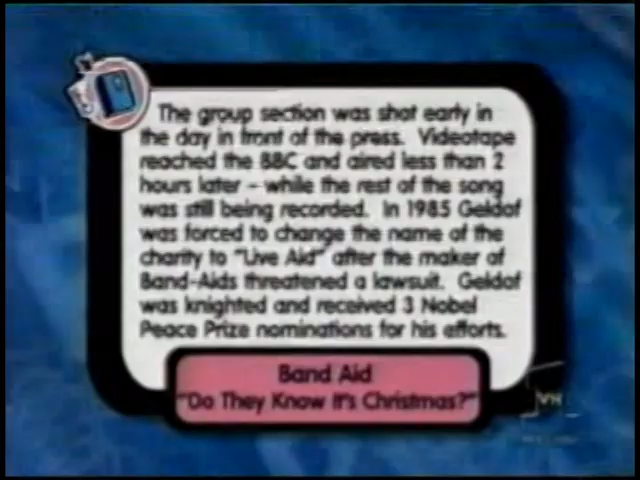 The group section was shot early in
the day in front of the press. Videotape
reached the BBC and aired less than 2
hours later – while the rest of the song
was still being recorded. In 1985 Geldof
was forced to change the name of the
charity to "Live Aid" after the maker of
Band-Aids threatened a lawsuit. Geldof
was knighted and received 3 Nobel
Peace Prize nominations for his efforts.
Band Aid
"Do They Know It's Christmas?"
VH